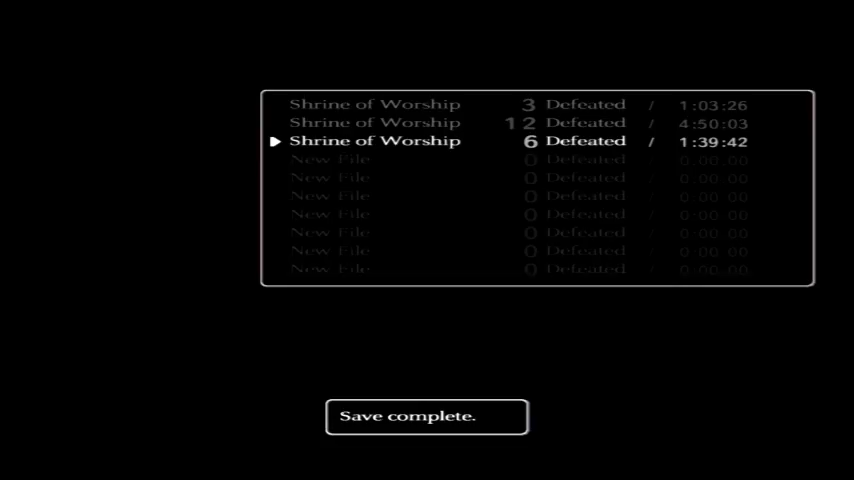 Shrine of Worship 3 Defeated / 1:03:26
Shrine of Worship 12 Defeated / 4:50:03
Shrine of Worship 6 Defeated / 1:39:42
New File 0 Defeated / 0:00:00
New File 0 Defeated / 0:00:00
New File 0 Defeated / 0:00:00
New File 0 Defeated / 0:00:00
New File 0 Defeated / 0:00:00
New File 0 Defeated / 0:00:00
New File 0 Defeated / 0:00:00
Save complete.